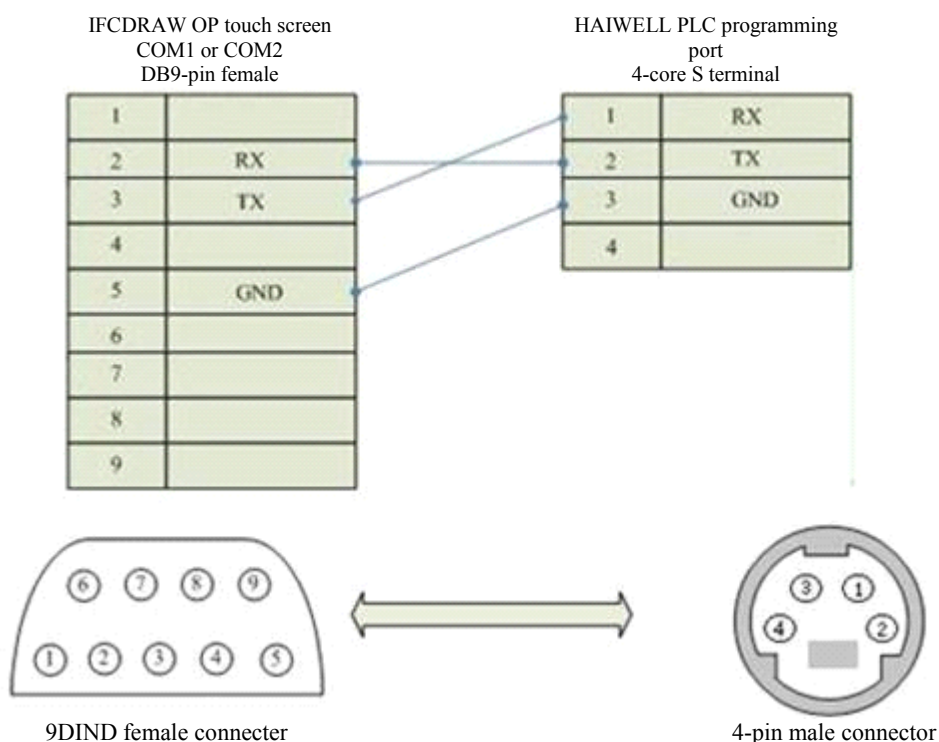 IFCDRAW OP touch screen
COM1 or COM2
DB9-pin female
HAIWELL PLC programming
port
4-core S terminal
1
2 RX
3 TX
4
5 GND
6
7
8
9
1 RX
2 TX
3 GND
4
6 7 8 9
1 2 3 4 5
3 1
4 2
9DIND female connecter
4-pin male connector